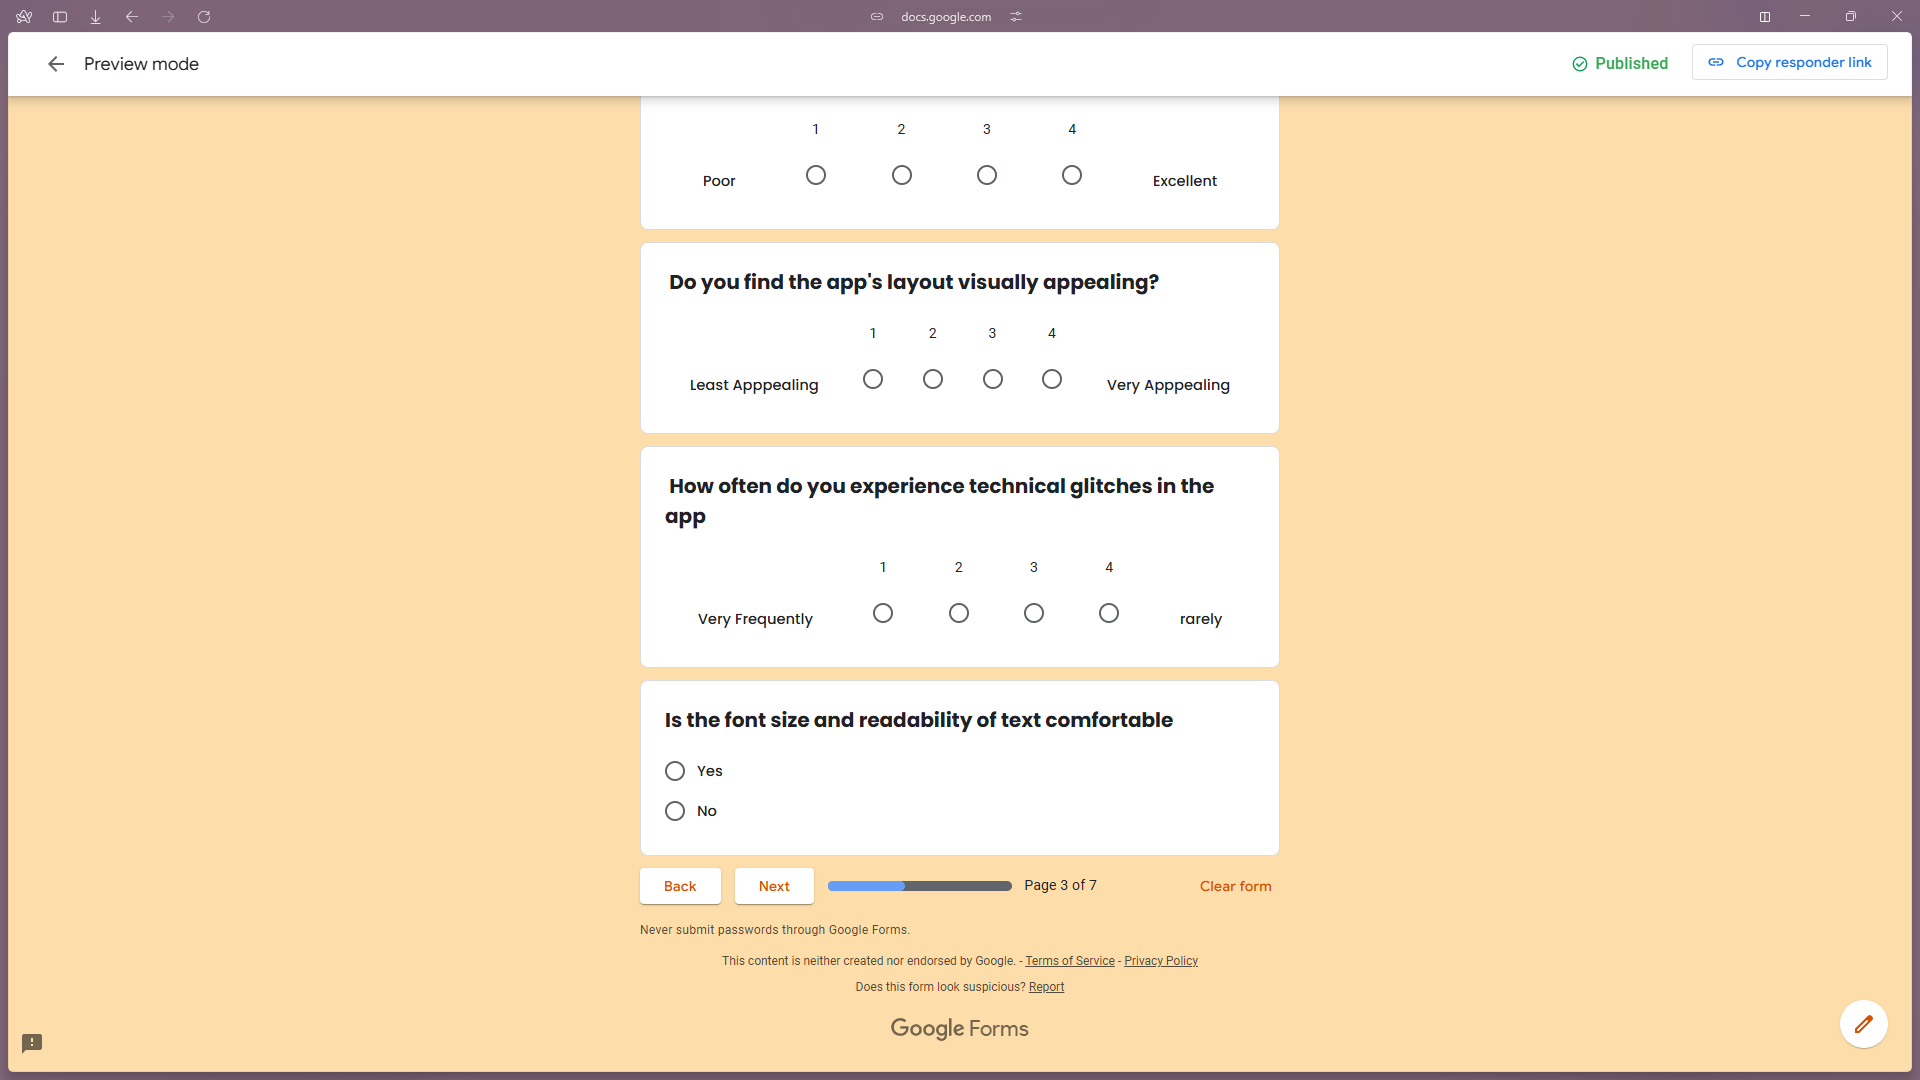 docs.google.com
Preview mode
Published
Copy responder link
1 2 3 4
Poor Excellent
Do you find the app's layout visually appealing?
1 2 3 4
Least Apppealing Very Apppealing
How often do you experience technical glitches in the
app
1 2 3 4
Very Frequently rarely
Is the font size and readability of text comfortable
Yes
No
Back Next Page 3 of 7 Clear form
Never submit passwords through Google Forms.
This content is neither created nor endorsed by Google. - Terms of Service - Privacy Policy
Does this form look suspicious? Report
Google Forms